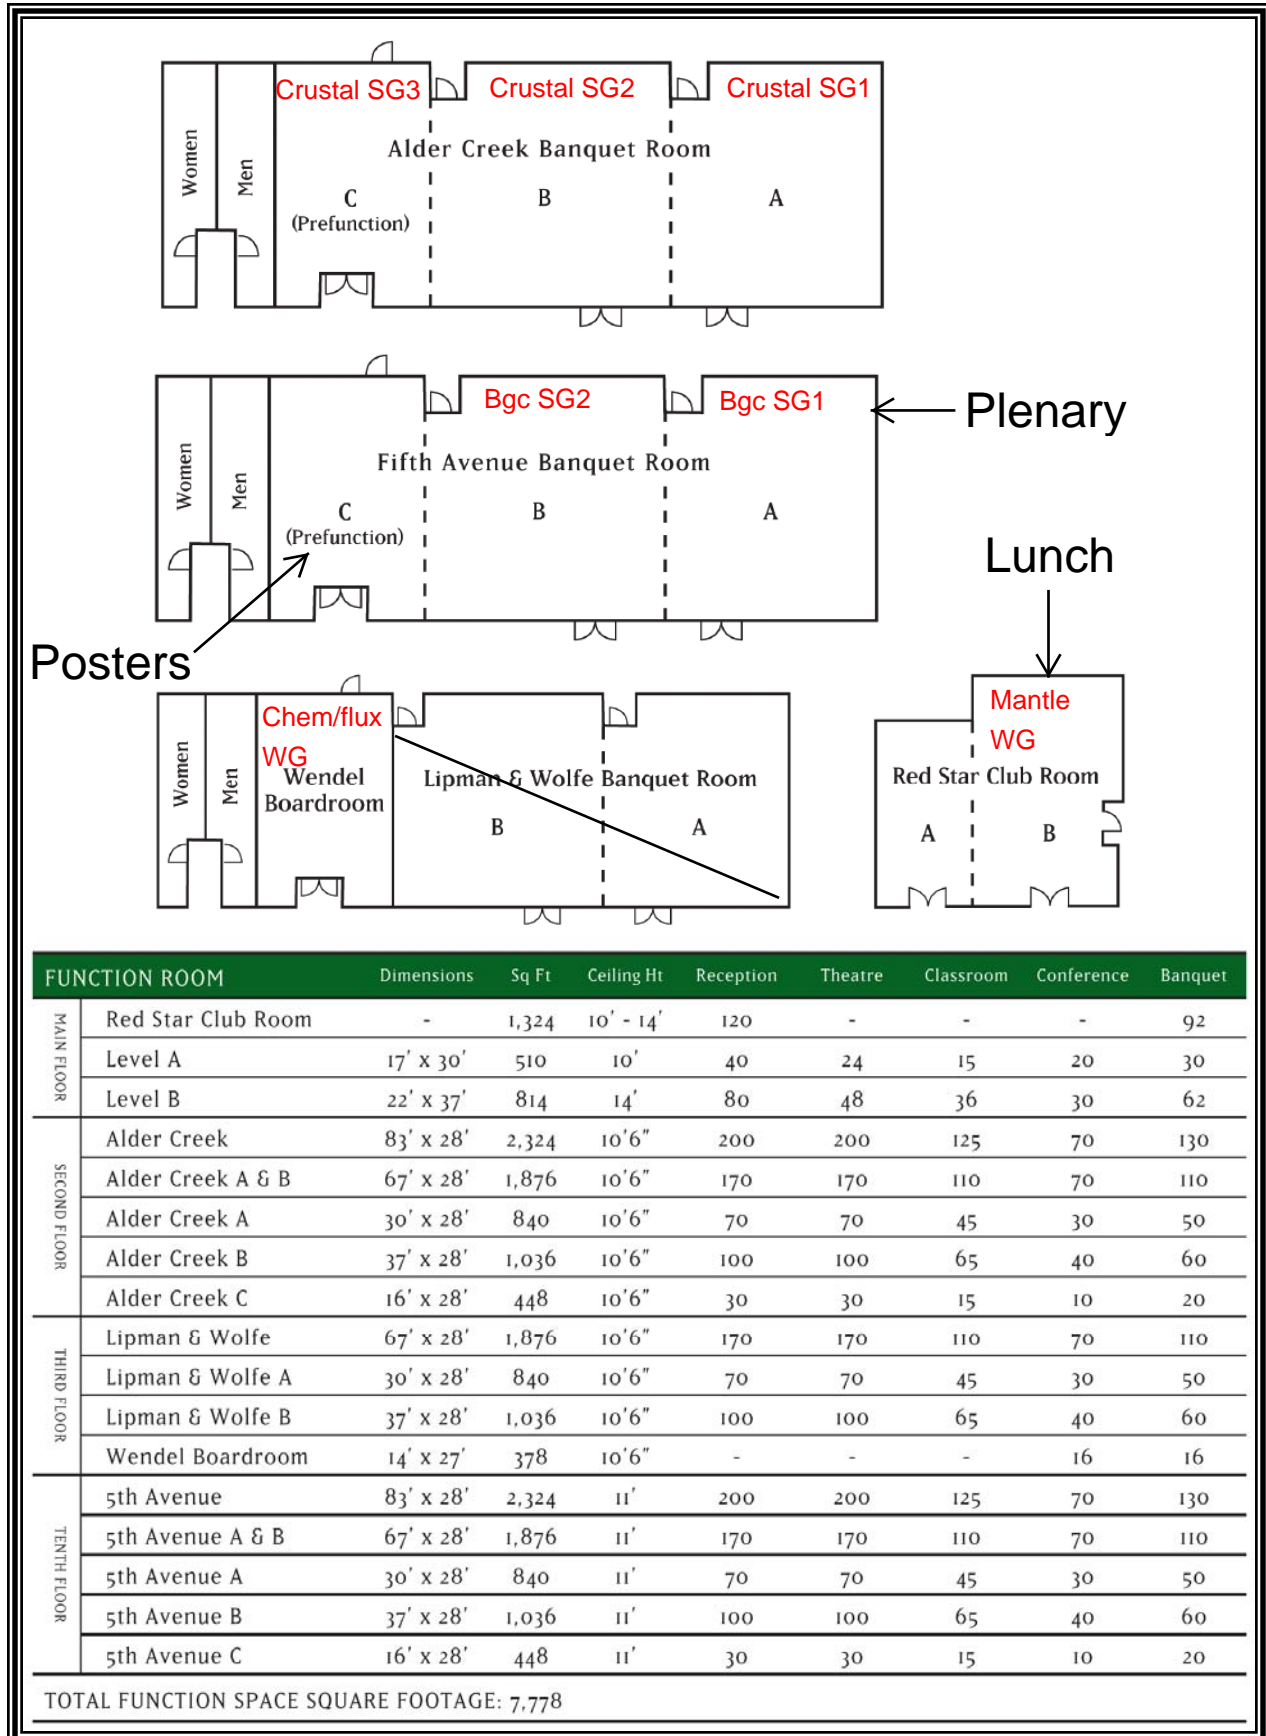 Crustal SG3 Crustal SG2 Crustal SG1
Women
Men
Alder Creek Banquet Room
C
(Prefunction)
B
A
Bgc SG2 Bgc SG1
Plenary
Women
Men
Fifth Avenue Banquet Room
C
(Prefunction)
B
A
Lunch
Posters
Chem/flux
WG
Women
Men
Wendel
Boardroom
Lipman & Wolfe Banquet Room
B
A
Mantle
WG
Red Star Club Room
A
B
FUNCTION ROOM Dimensions Sq Ft Ceiling Ht Reception Theatre Classroom Conference Banquet
MAIN FLOOR
Red Star Club Room - 1,324 10' - 14' 120 - - - 92
Level A 17' x 30' 510 10' 40 24 15 20 30
Level B 22' x 37' 814 14' 80 48 36 30 62
SECOND FLOOR
Alder Creek 83' x 28' 2,324 10'6" 200 200 125 70 130
Alder Creek A & B 67' x 28' 1,876 10'6" 170 170 110 70 110
Alder Creek A 30' x 28' 840 10'6" 70 70 45 30 50
Alder Creek B 37' x 28' 1,036 10'6" 100 100 65 40 60
Alder Creek C 16' x 28' 448 10'6" 30 30 15 10 20
THIRD FLOOR
Lipman & Wolfe 67' x 28' 1,876 10'6" 170 170 110 70 110
Lipman & Wolfe A 30' x 28' 840 10'6" 70 70 45 30 50
Lipman & Wolfe B 37' x 28' 1,036 10'6" 100 100 65 40 60
Wendel Boardroom 14' x 27' 378 10'6" - - - 16 16
TENTH FLOOR
5th Avenue 83' x 28' 2,324 11' 200 200 125 70 130
5th Avenue A & B 67' x 28' 1,876 11' 170 170 110 70 110
5th Avenue A 30' x 28' 840 11' 70 70 45 30 50
5th Avenue B 37' x 28' 1,036 11' 100 100 65 40 60
5th Avenue C 16' x 28' 448 11' 30 30 15 10 20
TOTAL FUNCTION SPACE SQUARE FOOTAGE: 7,778